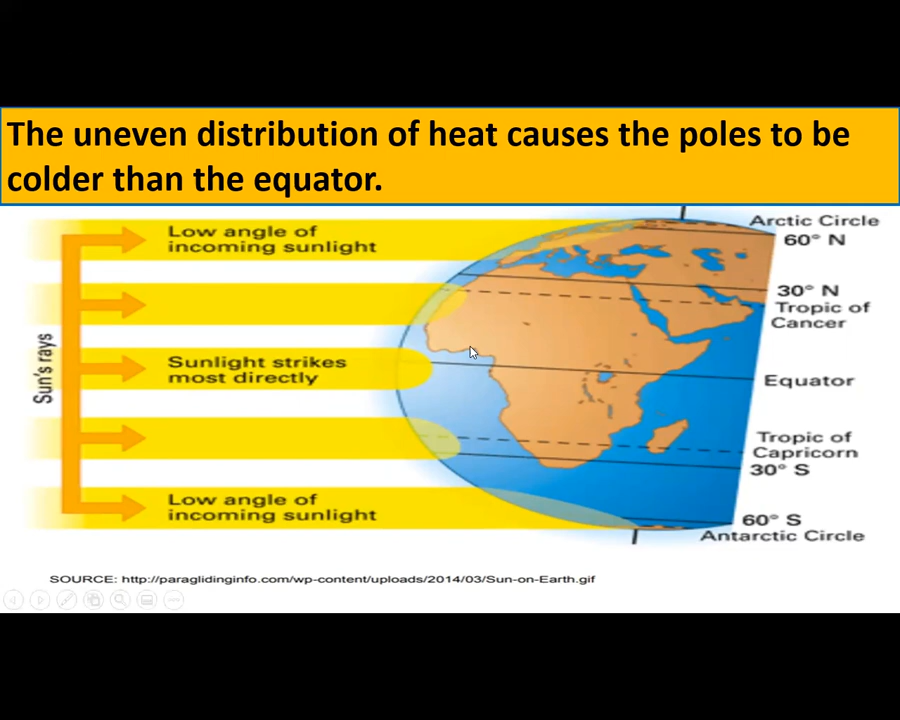 The uneven distribution of heat causes the poles to be
colder than the equator.
Low angle of
incoming sunlight
Sun's rays
Sunlight strikes
most directly
Low angle of
incoming sunlight
Arctic Circle
60° N
30° N
Tropic of
Cancer
Equator
Tropic of
Capricorn
30° S
60° S
Antarctic Circle
SOURCE: http://paraglidinginfo.com/wp-content/uploads/2014/03/Sun-on-Earth.gif